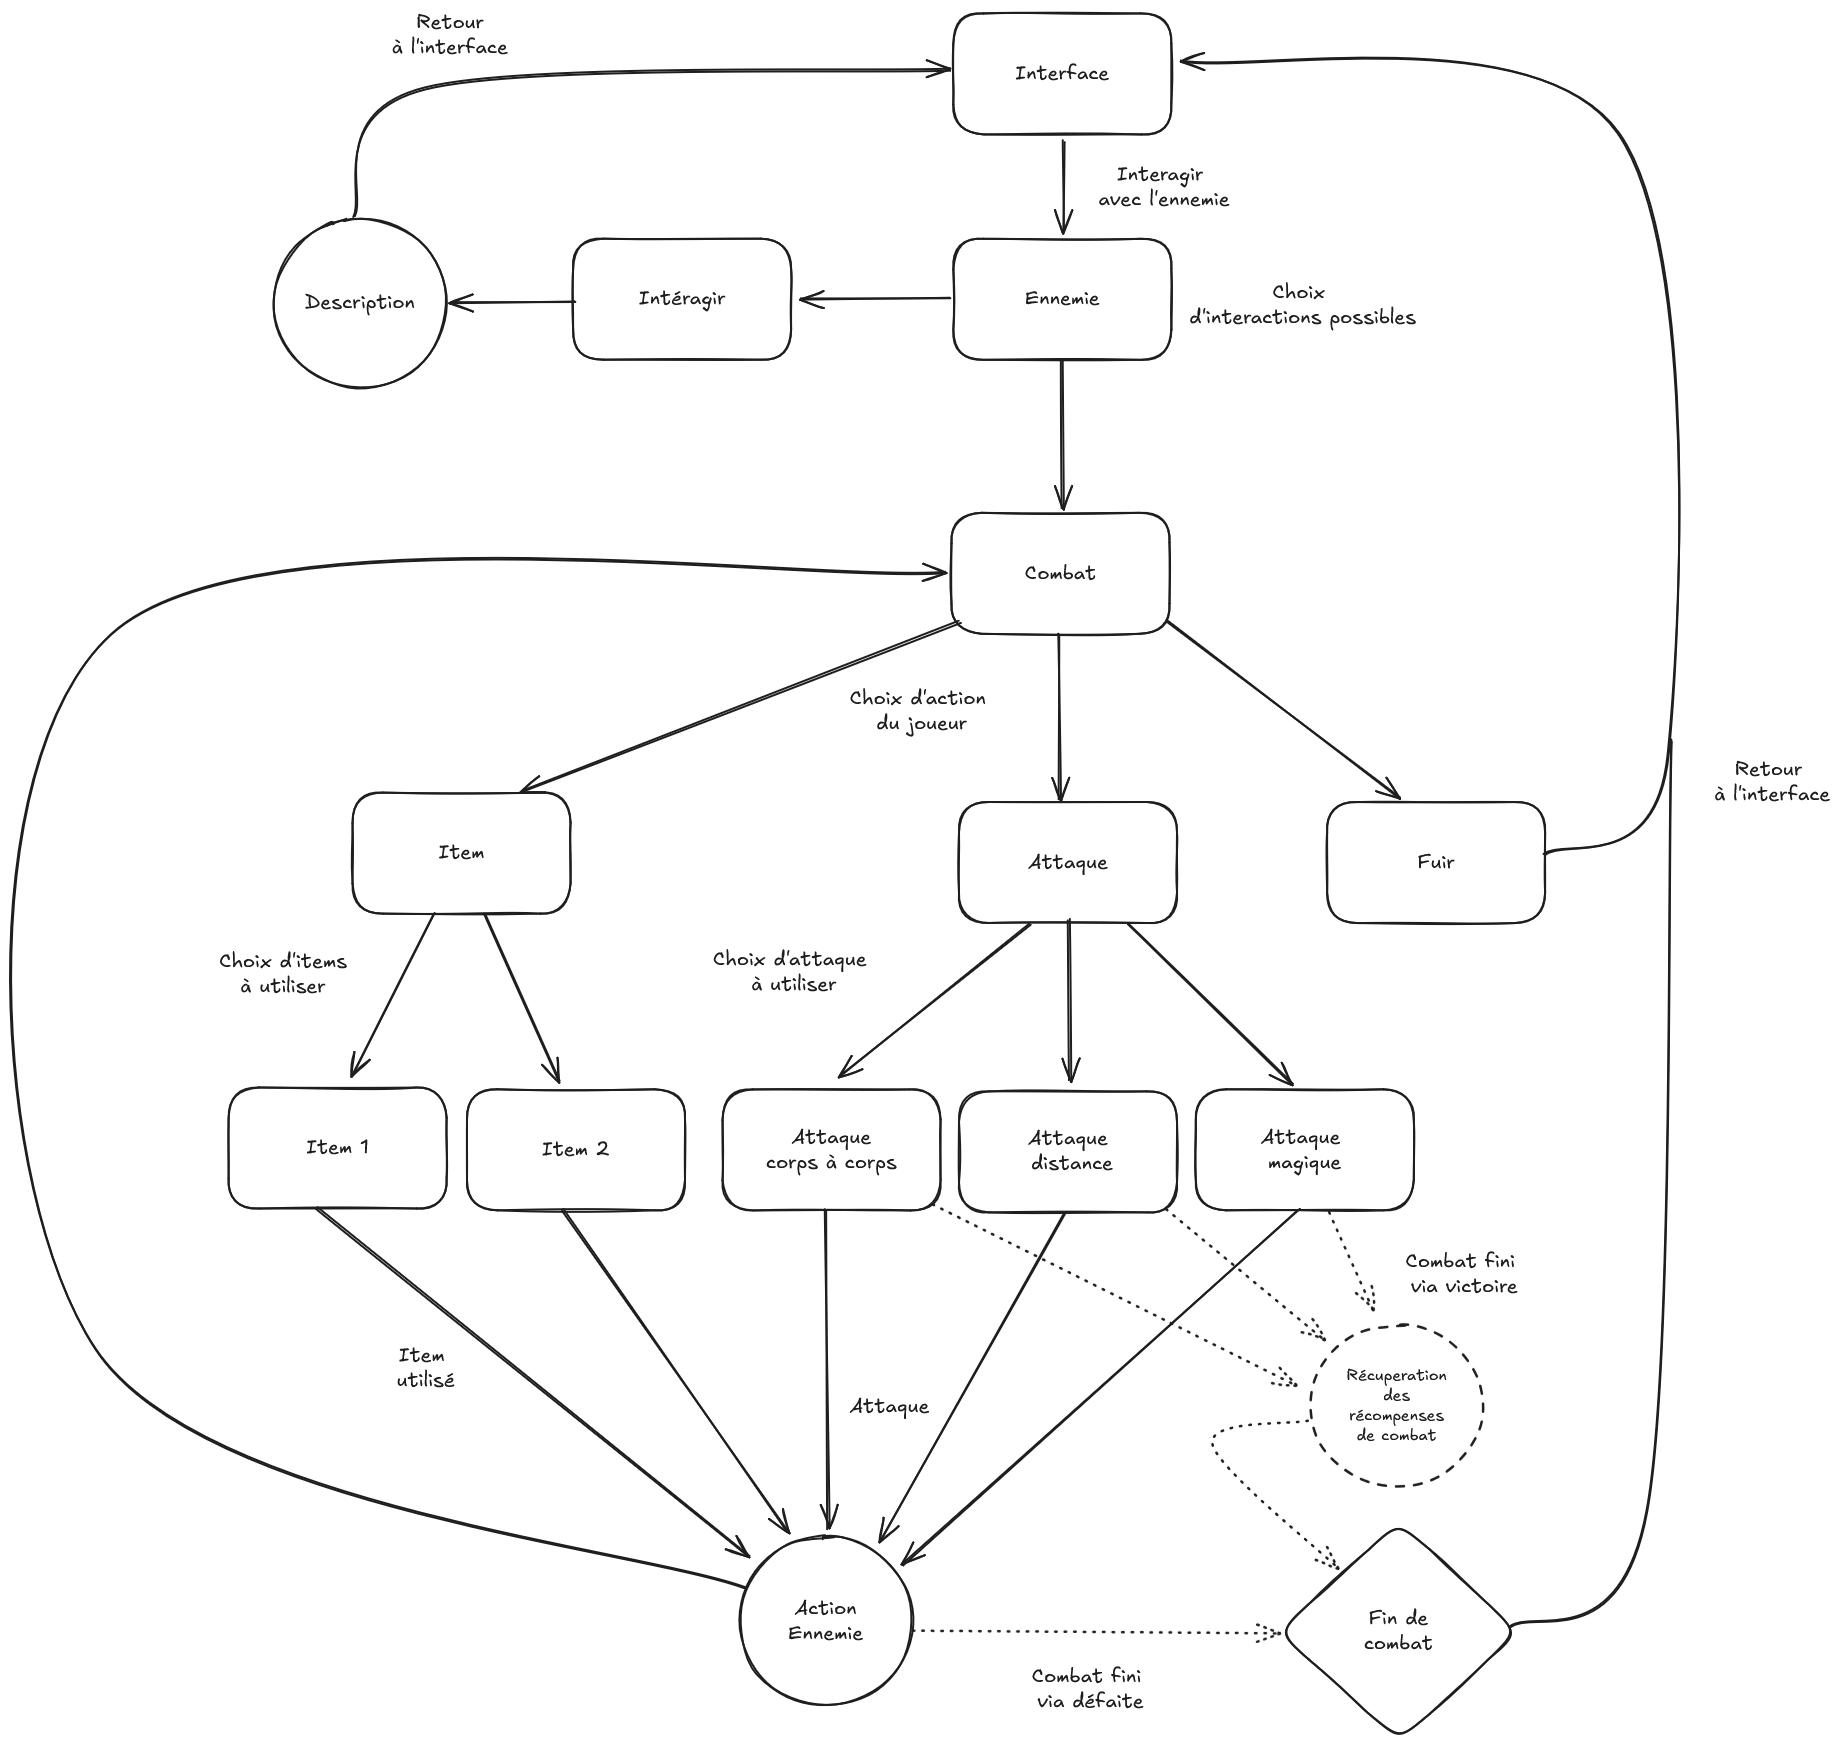 Retour
à l'interface
Interface
Interagir
avec l'ennemie
Description
Intéragir
Ennemie
Choix
d'interactions possibles
Combat
Choix d'action
du joueur
Item
Attaque
Fuir
Retour
à l'interface
Choix d'items
à utiliser
Choix d'attaque
à utiliser
Item 1
Item 2
Attaque
corps à corps
Attaque
distance
Attaque
magique
Combat fini
via victoire
Item
utilisé
Attaque
Récuperation
des
récompenses
de combat
Action
Ennemie
Fin de
combat
Combat fini
via défaite